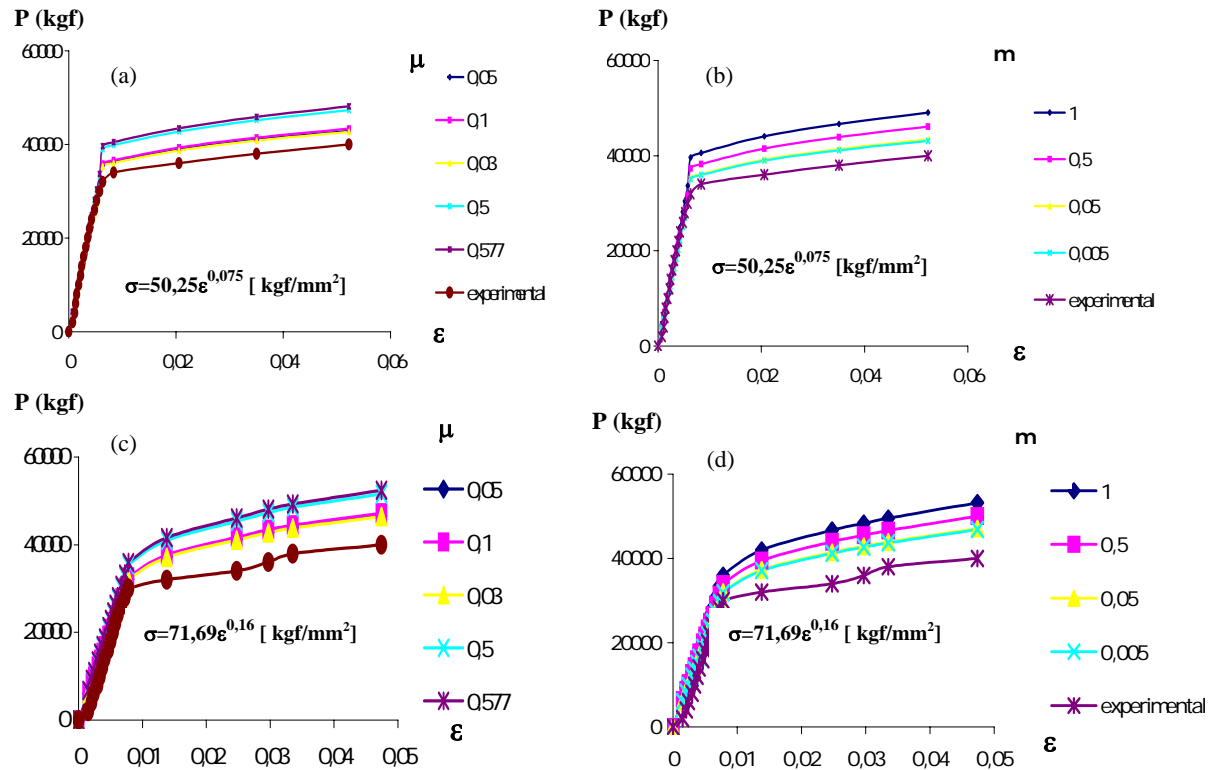 P (kgf)
60000
40000
20000
0
(a)
σ=50,25ε^0,075 [ kgf/mm²]
0 0,02 0,04 0,06
ε
μ
0,05
0,1
0,03
0,5
0,577
experimental
P (kgf)
60000
40000
20000
0
(b)
σ=50,25ε^0,075 [kgf/mm²]
0 0,02 0,04 0,06
ε
m
1
0,5
0,05
0,005
experimental
P (kgf)
60000
40000
20000
0
(c)
σ=71,69ε^0,16 [ kgf/mm²]
0 0,01 0,02 0,03 0,04 0,05
ε
μ
0,05
0,1
0,03
0,5
0,577
P (kgf)
60000
40000
20000
0
(d)
σ=71,69ε^0,16 [ kgf/mm²]
0 0,01 0,02 0,03 0,04 0,05
ε
m
1
0,5
0,05
0,005
experimental